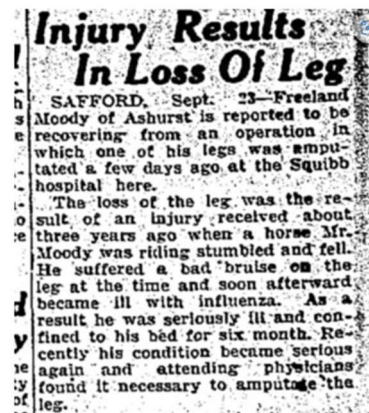 Injury Results
In Loss Of Leg
SAFFORD, Sept. 23—Freeland
Moody of Ashurst is reported to be
recovering from an operation in
which one of his legs was ampu-
tated a few days ago at the Squibb
hospital here.
The loss of the leg was the re-
sult of an injury received about
three years ago when a horse Mr.
Moody was riding stumbled and fell.
He suffered a bad bruise on the
leg at the time and soon afterward
became ill with influenza. As a
result he was seriously ill and con-
fined to his bed for six month. Re-
cently his condition became serious
again and attending physicians
found it necessary to amputate the
leg.